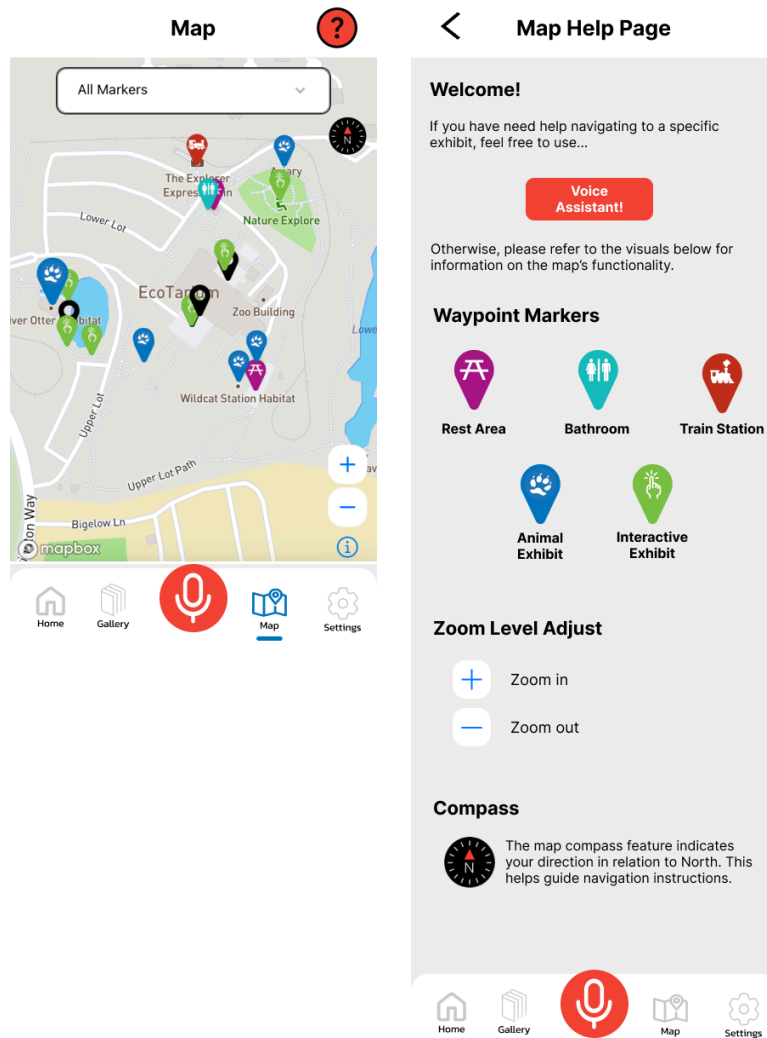 Map
?
All Markers
N
The Explorer
Express Train
Nature Explore
Lower Lot
EcoTarium
Zoo Building
Lowe
iver Otter Habitat
Wildcat Station Habitat
Upper Lot
Upper Lot Path
Bigelow Ln
mapbox
Home
Gallery
Map
Settings
Map Help Page
Welcome!
If you have need help navigating to a specific
exhibit, feel free to use...
Voice
Assistant!
Otherwise, please refer to the visuals below for
information on the map's functionality.
Waypoint Markers
Rest Area
Bathroom
Train Station
Animal
Exhibit
Interactive
Exhibit
Zoom Level Adjust
Zoom in
Zoom out
Compass
N
The map compass feature indicates
your direction in relation to North. This
helps guide navigation instructions.
Home
Gallery
Map
Settings